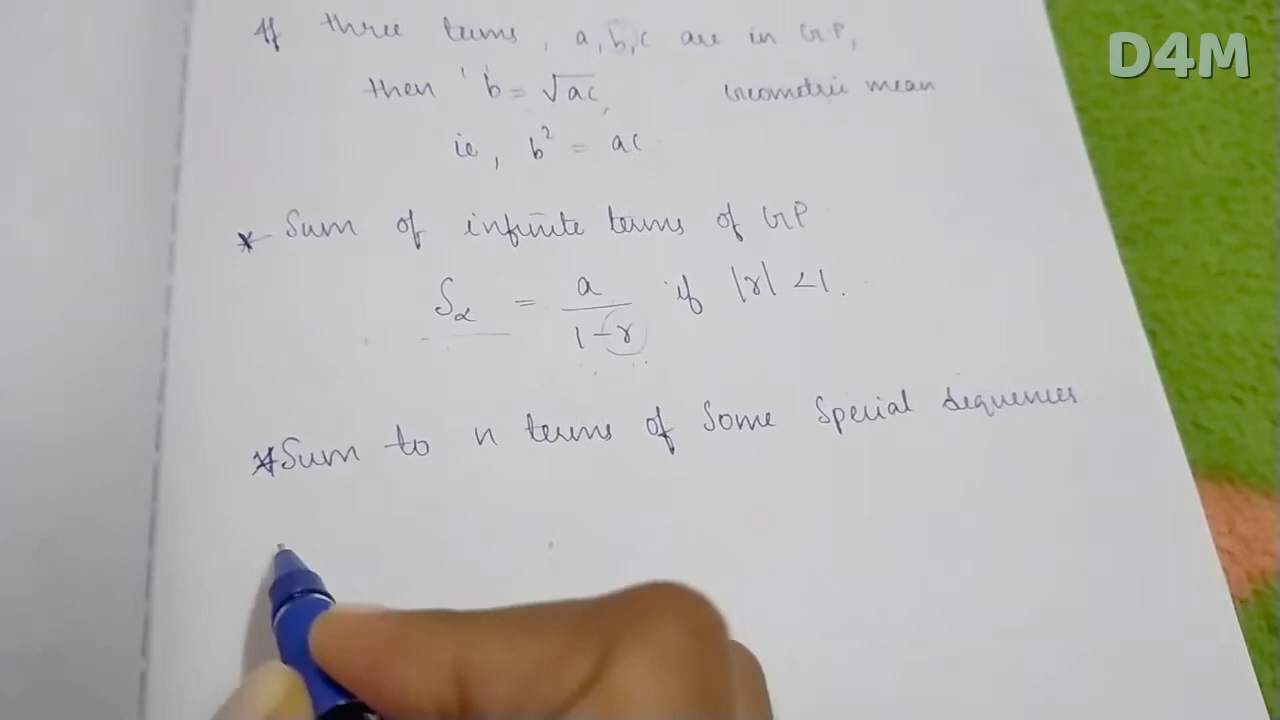 D4M
If three terms, a, b, c are in GP,
then b = √ac, Geometric mean
ie, b² = ac
* Sum of infinite terms of GP
S∝ = a / 1-r if |r| <1.
* Sum to n terms of Some Special Sequences